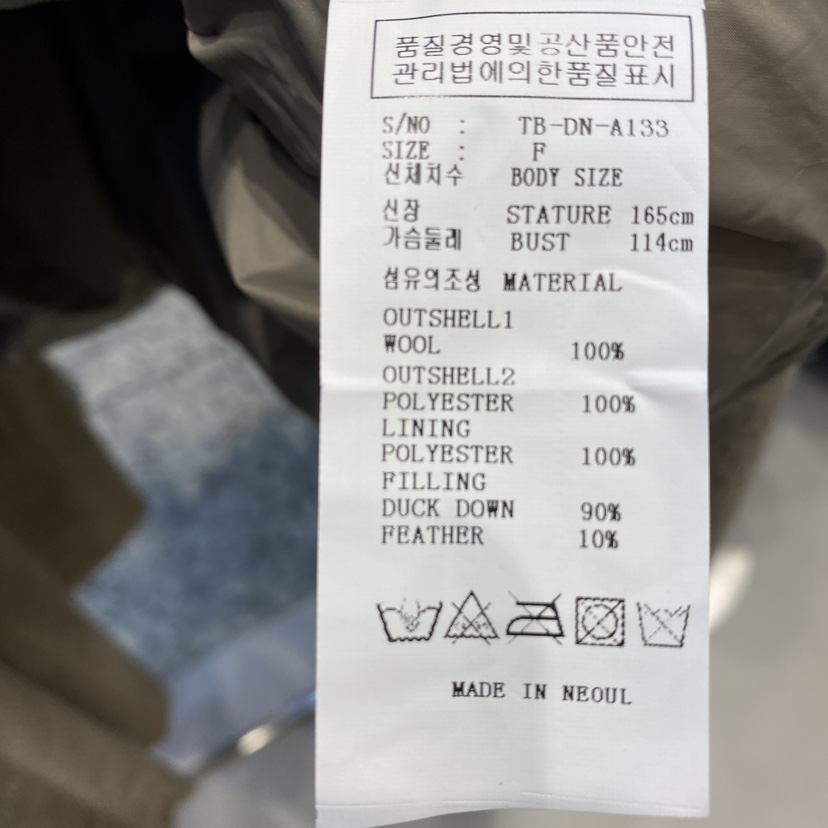 품질경영및공산품안전
관리법에의한품질표시
S/NO : TB-DN-A133
SIZE : F
신체치수 BODY SIZE
신장 STATURE 165cm
가슴둘레 BUST 114cm
섬유의조성 MATERIAL
OUTSHELL1
WOOL 100%
OUTSHELL2
POLYESTER 100%
LINING
POLYESTER 100%
FILLING
DUCK DOWN 90%
FEATHER 10%
MADE IN NEOUL